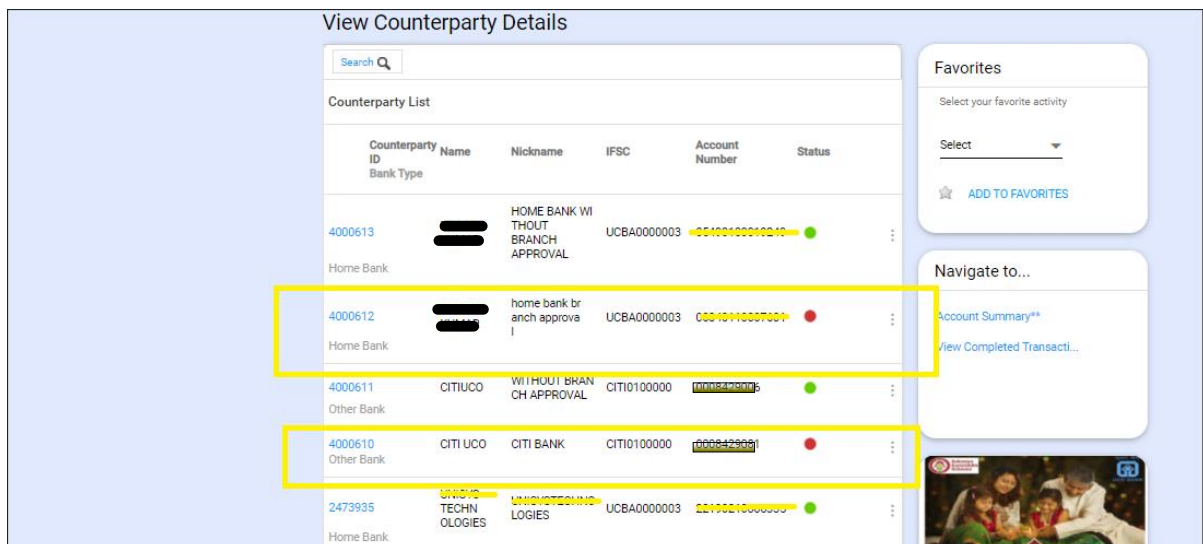 View Counterparty Details
Search
Counterparty List
Counterparty ID Bank Type Name Nickname IFSC Account Number Status
4000613 HOME BANK WI THOUT BRANCH APPROVAL UCBA0000003
Home Bank
4000612 home bank br anch approva l UCBA0000003
Home Bank
4000611 CITIUCO WITHOUT BRAN CH APPROVAL CITI0100000
Other Bank
4000610 CITI UCO CITI BANK CITI0100000
Other Bank
2473935 TECHN OLOGIES LOGIES UCBA0000003
Home Bank
Favorites
Select your favorite activity
Select
ADD TO FAVORITES
Navigate to...
Account Summary**
View Completed Transacti...